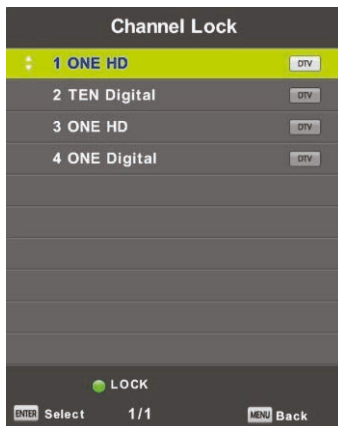 Channel Lock
1 ONE HD DTV
2 TEN Digital DTV
3 ONE HD DTV
4 ONE Digital DTV
LOCK
ENTER Select 1/1 MENU Back